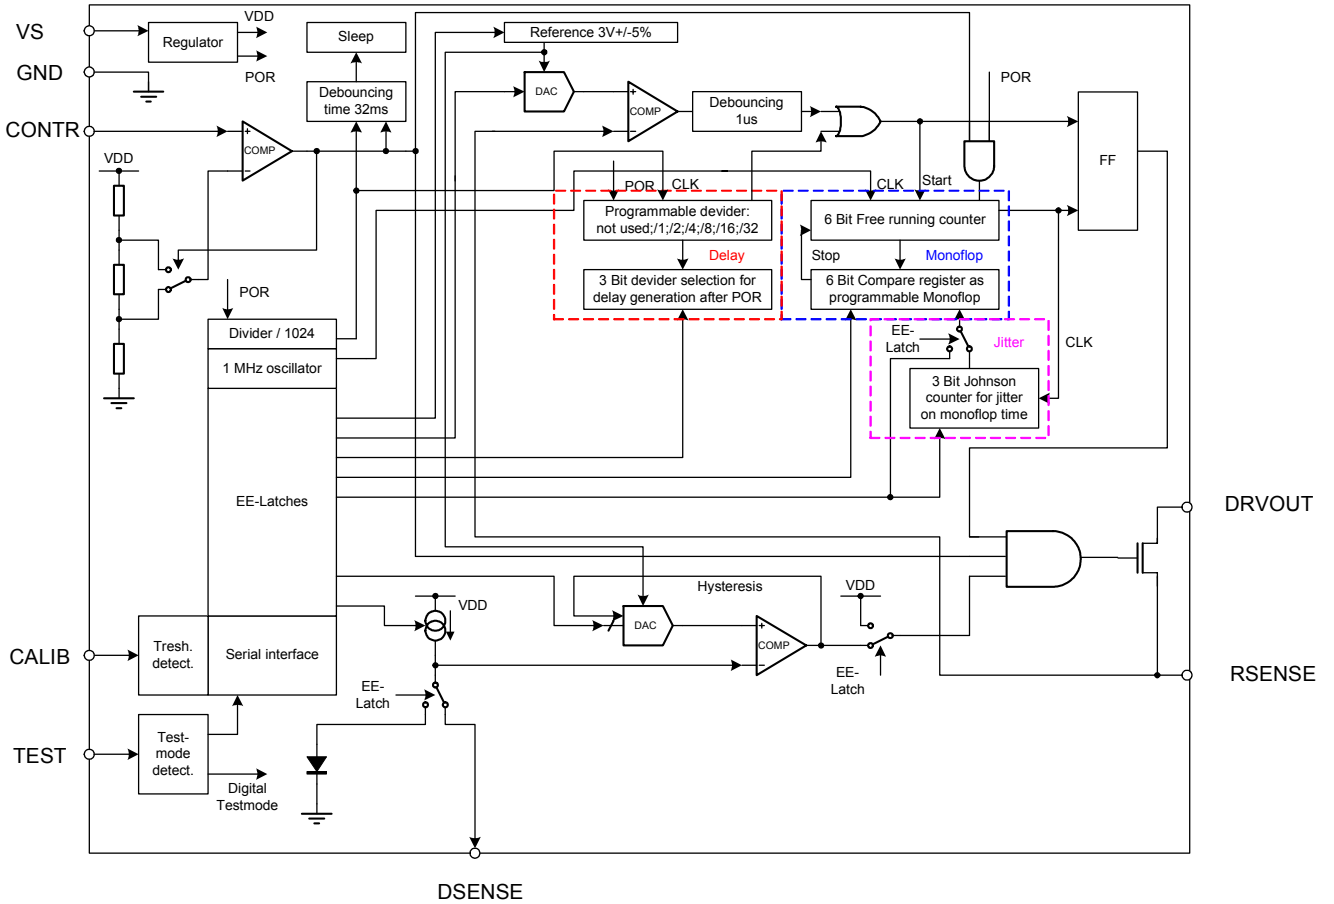 VS
VDD
Regulator
POR
GND
Sleep
Reference 3V+/-5%
Debouncing
time 32ms
DAC
+
COMP
−
Debouncing
1us
POR
FF
CONTR
+
COMP
−
VDD
POR
CLK
CLK
Start
Programmable devider:
not used;/1;/2;/4;/8;/16;/32
Delay
3 Bit devider selection for
delay generation after POR
6 Bit Free running counter
Stop
Monoflop
6 Bit Compare register as
programmable Monoflop
POR
Divider / 1024
1 MHz oscillator
EE-Latches
EE-
Latch
Jitter
CLK
3 Bit Johnson
counter for jitter
on monoflop time
DRVOUT
Hysteresis
VDD
VDD
DAC
+
COMP
−
CALIB
Tresh.
detect.
Serial interface
EE-
Latch
EE-
Latch
RSENSE
TEST
Test-
mode
detect.
Digital
Testmode
DSENSE